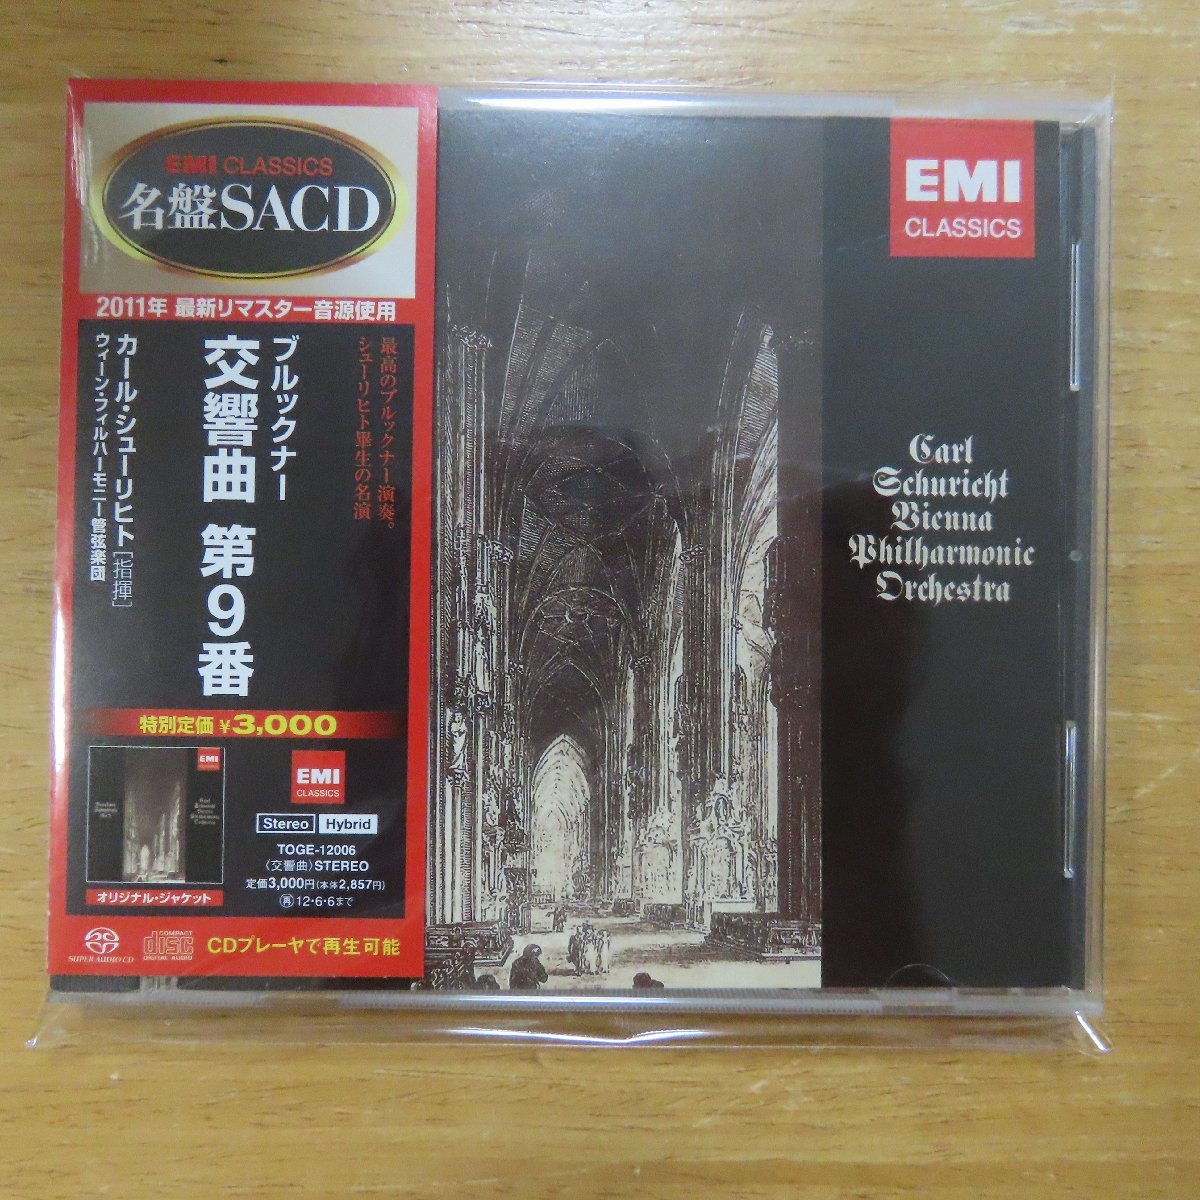 EMI CLASSICS
名盤SACD
2011年 最新リマスター音源使用
最高のブルックナー演奏。
シューリヒト畢生の名演
ブルックナー
交響曲 第9番
カール・シューリヒト[指揮]
ウィーン・フィルハーモニー管弦楽団
特別定価 ¥3,000
EMI
オリジナル・ジャケット
EMI
CLASSICS
Stereo Hybrid
TOGE-12006
〈交響曲〉STEREO
定価3,000円(本体2,857円)
再 12・6・6まで
SUPER AUDIO CD
COMPACT
disc
DIGITAL AUDIO
CDプレーヤで再生可能
EMI
CLASSICS
Carl
Schuricht
Vienna
Philharmonic
Orchestra